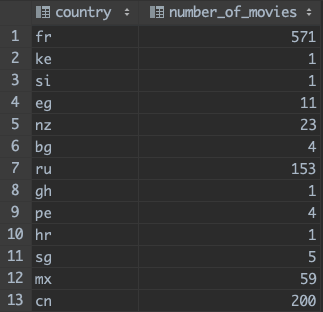 country number_of_movies
1 fr 571
2 ke 1
3 si 1
4 eg 11
5 nz 23
6 bg 4
7 ru 153
8 gh 1
9 pe 4
10 hr 1
11 sg 5
12 mx 59
13 cn 200